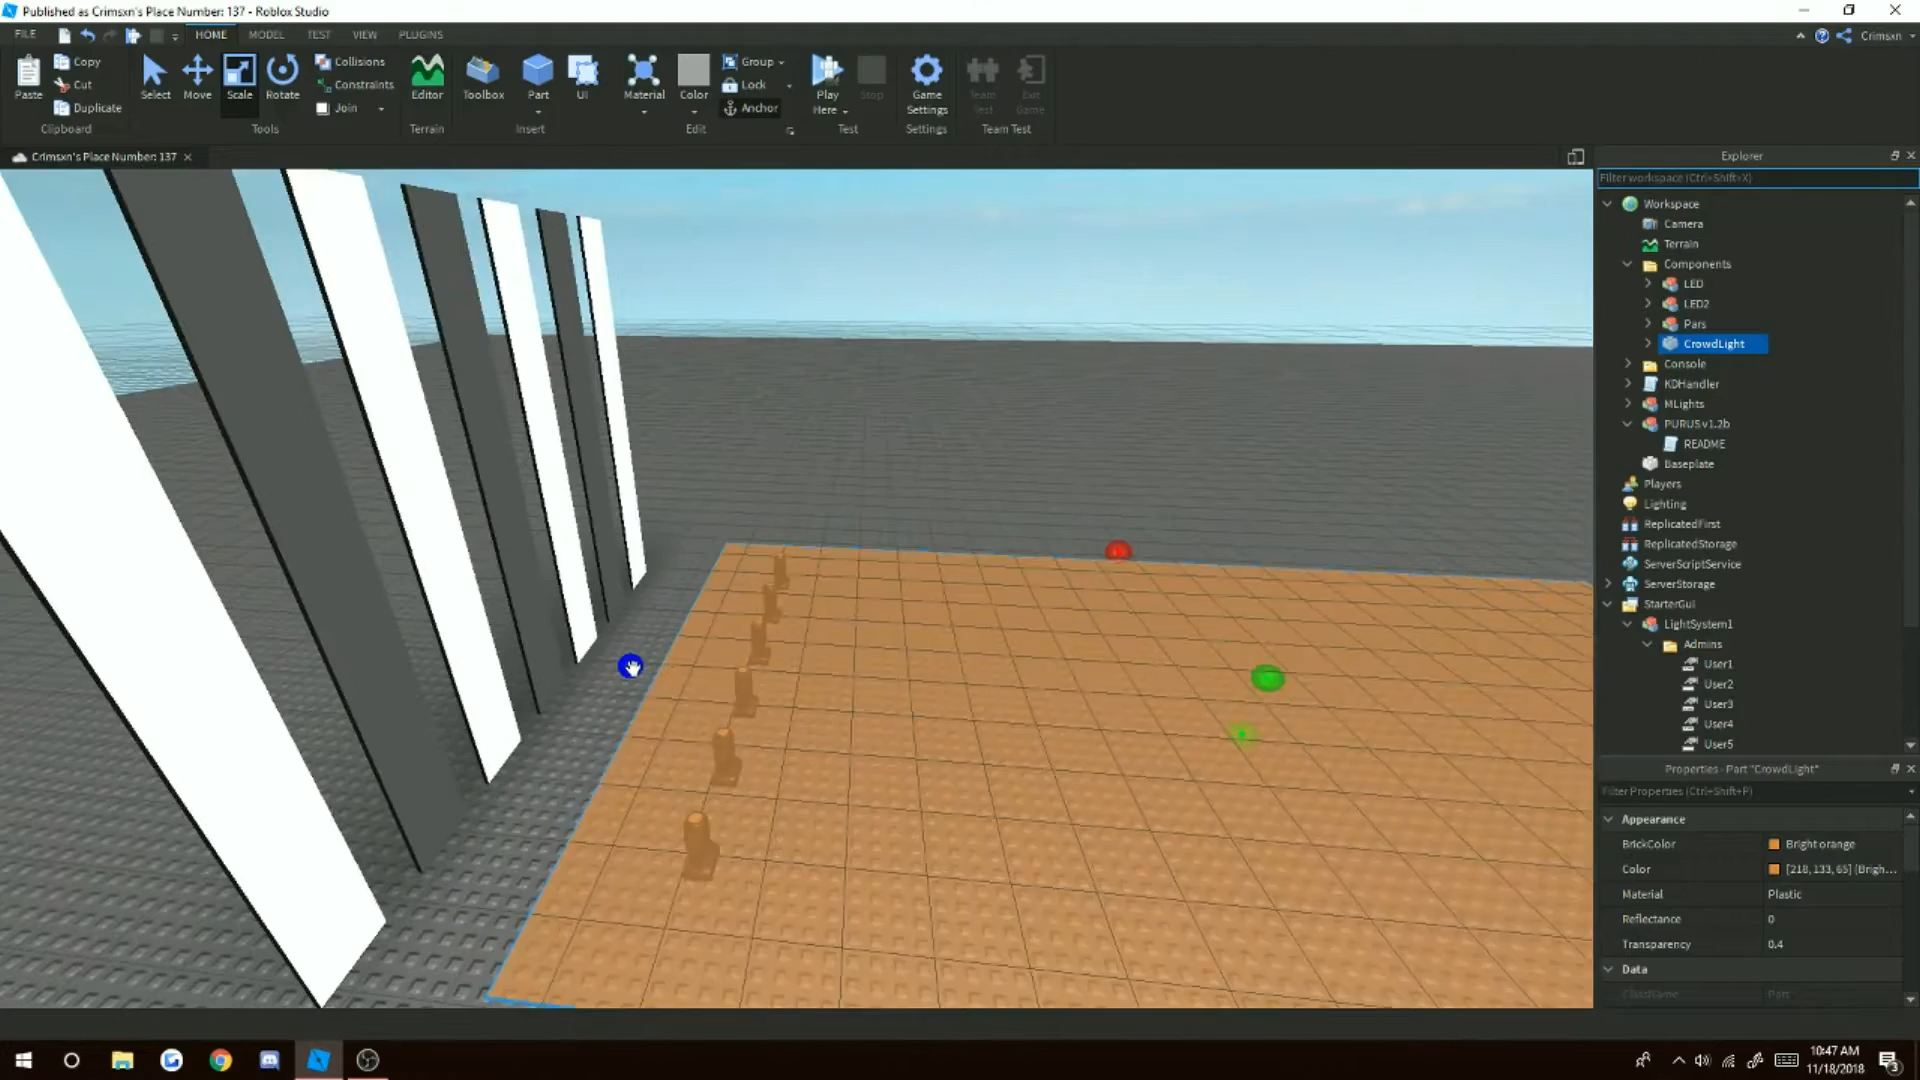 Published as Crimsxn's Place Number: 137 - Roblox Studio
FILE HOME MODEL TEST VIEW PLUGINS Crimsxn
Paste Copy Cut Duplicate Clipboard
Select Move Scale Rotate Collisions Constraints Join Tools
Editor Terrain
Toolbox Part UI Insert
Material Color Group Lock Anchor Edit
Play Here Stop Test
Game Settings Settings
Team Test Exit Game Team Test
Crimsxn's Place Number: 137
Explorer
Filter workspace (Ctrl+Shift+X)
Workspace
Camera
Terrain
Components
LED
LED2
Pars
CrowdLight
Console
KDHandler
MLights
PURUS v1.2b
README
Baseplate
Players
Lighting
ReplicatedFirst
ReplicatedStorage
ServerScriptService
ServerStorage
StarterGui
LightSystem1
Admins
User1
User2
User3
User4
User5
Properties - Part "CrowdLight"
Filter Properties (Ctrl+Shift+P)
Appearance
BrickColor Bright orange
Color [218, 133, 65] (Brigh...
Material Plastic
Reflectance 0
Transparency 0.4
Data
ClassName Part
10:47 AM
11/18/2018
3